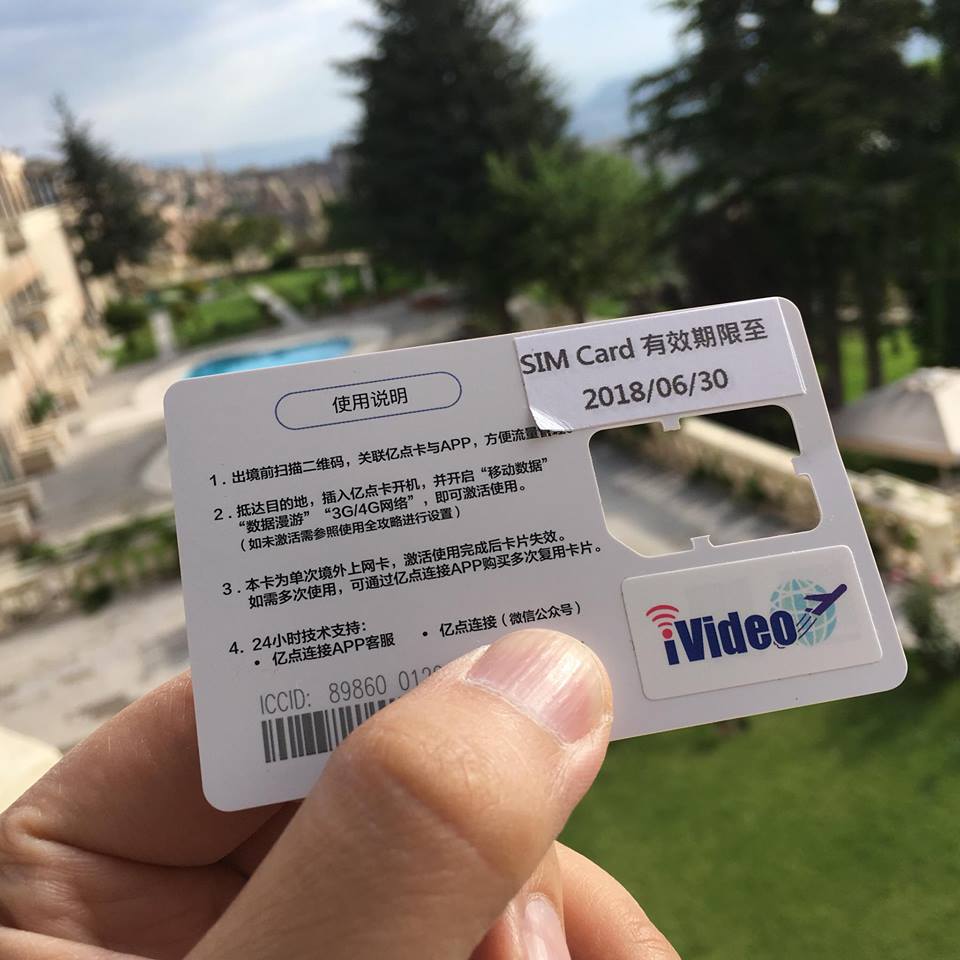 SIM Card 有效期限至
2018/06/30
使用说明
1. 出境前扫描二维码，关联亿点卡与APP，方便流量
2. 抵达目的地，插入亿点卡开机，并开启“移动数据”
“数据漫游”“3G/4G网络”，即可激活使用。
（如未激活需参照使用全攻略进行设置）
3. 本卡为单次境外上网卡，激活使用完成后卡片失效。
如需多次使用，可通过亿点连接APP购买多次复用卡片。
4. 24小时技术支持：
• 亿点连接APP客服 • 亿点连接（微信公众号）
ICCID: 89860 012
iVideo